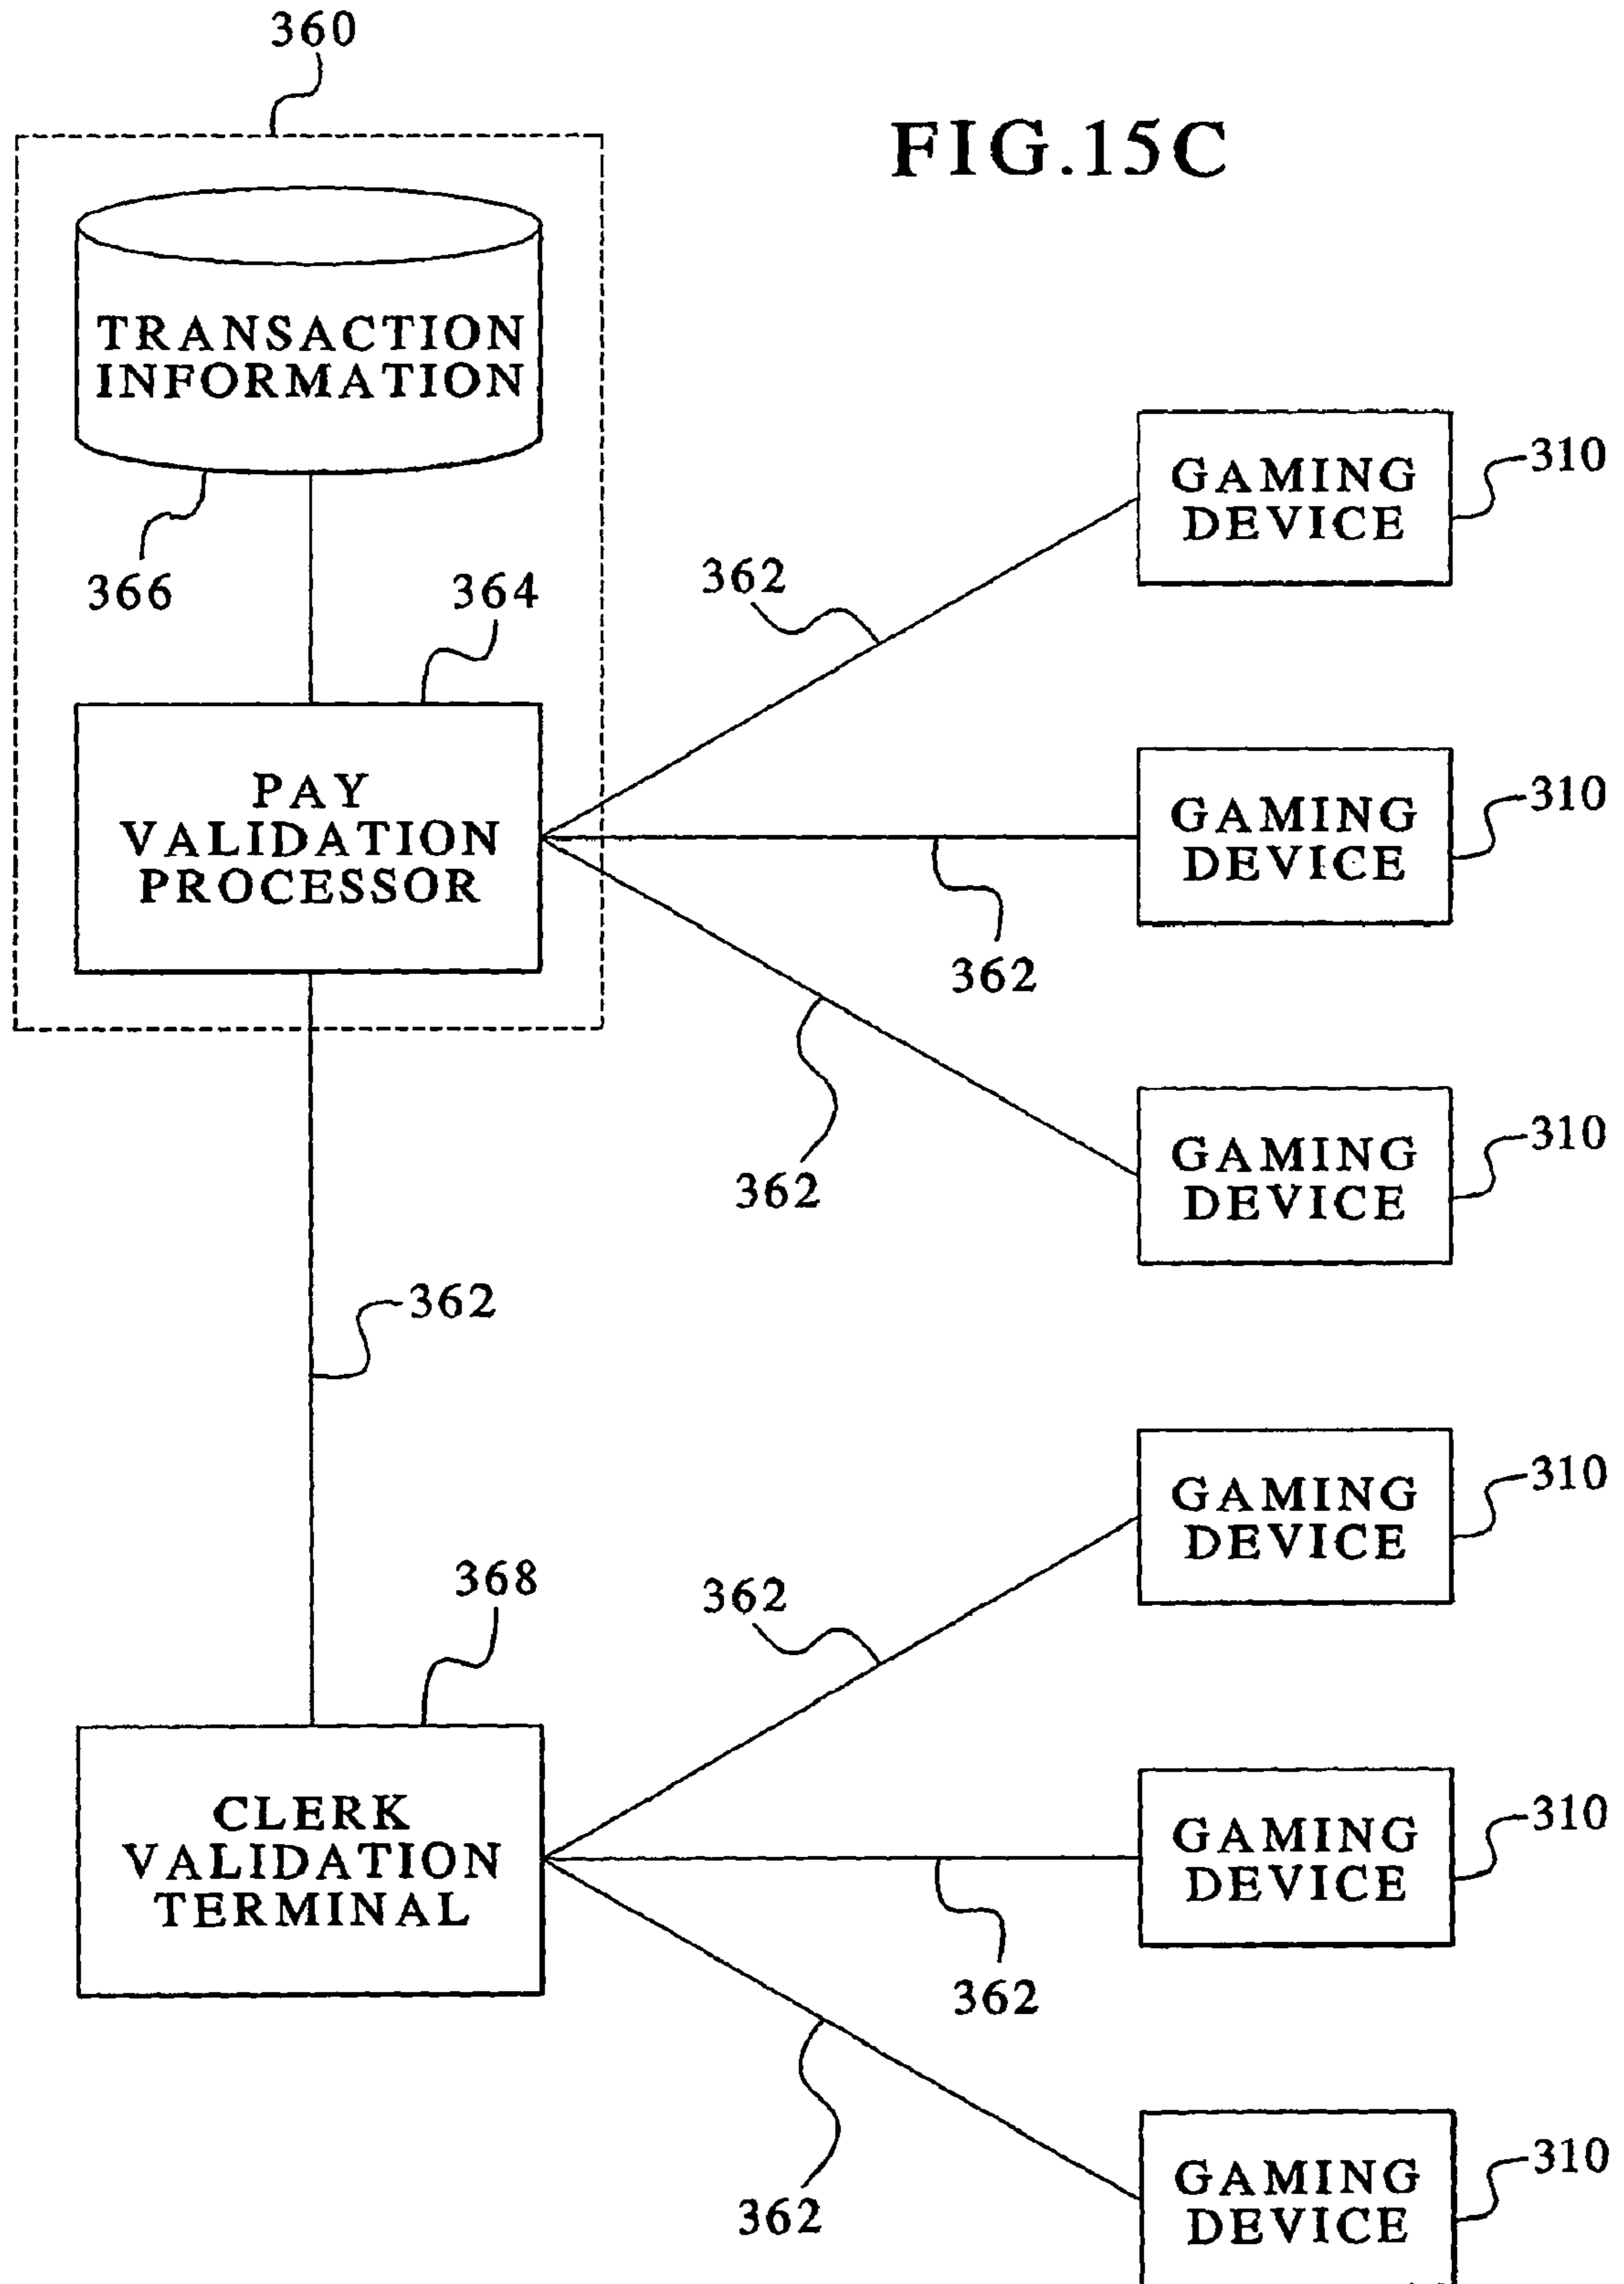 360
FIG.15C
TRANSACTION
INFORMATION
366
364
PAY
VALIDATION
PROCESSOR
362
362
362
GAMING
DEVICE
310
GAMING
DEVICE
310
GAMING
DEVICE
310
362
368
CLERK
VALIDATION
TERMINAL
362
362
362
GAMING
DEVICE
310
GAMING
DEVICE
310
GAMING
DEVICE
310